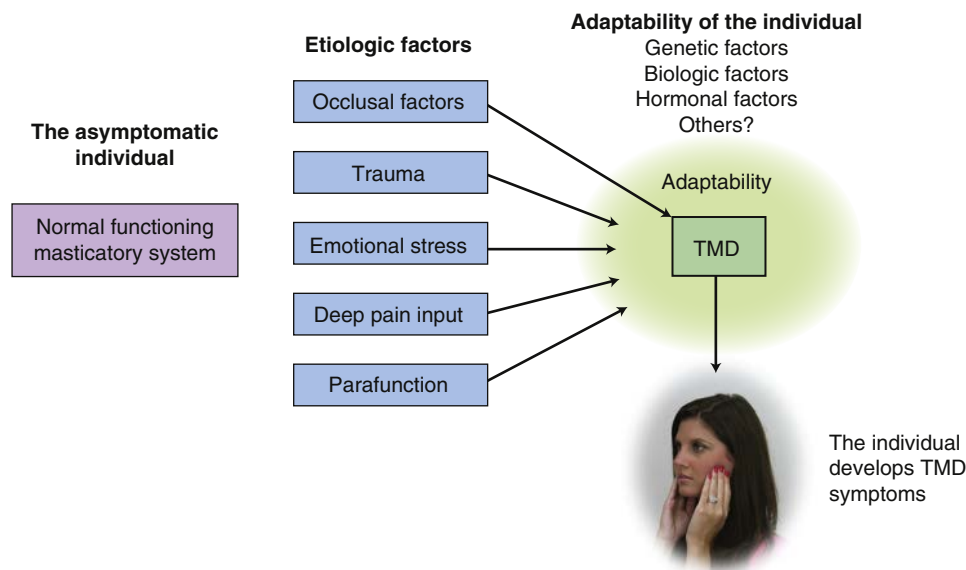 The asymptomatic
individual
Normal functioning
masticatory system
Etiologic factors
Occlusal factors
Trauma
Emotional stress
Deep pain input
Parafunction
Adaptability of the individual
Genetic factors
Biologic factors
Hormonal factors
Others?
Adaptability
TMD
The individual
develops TMD
symptoms